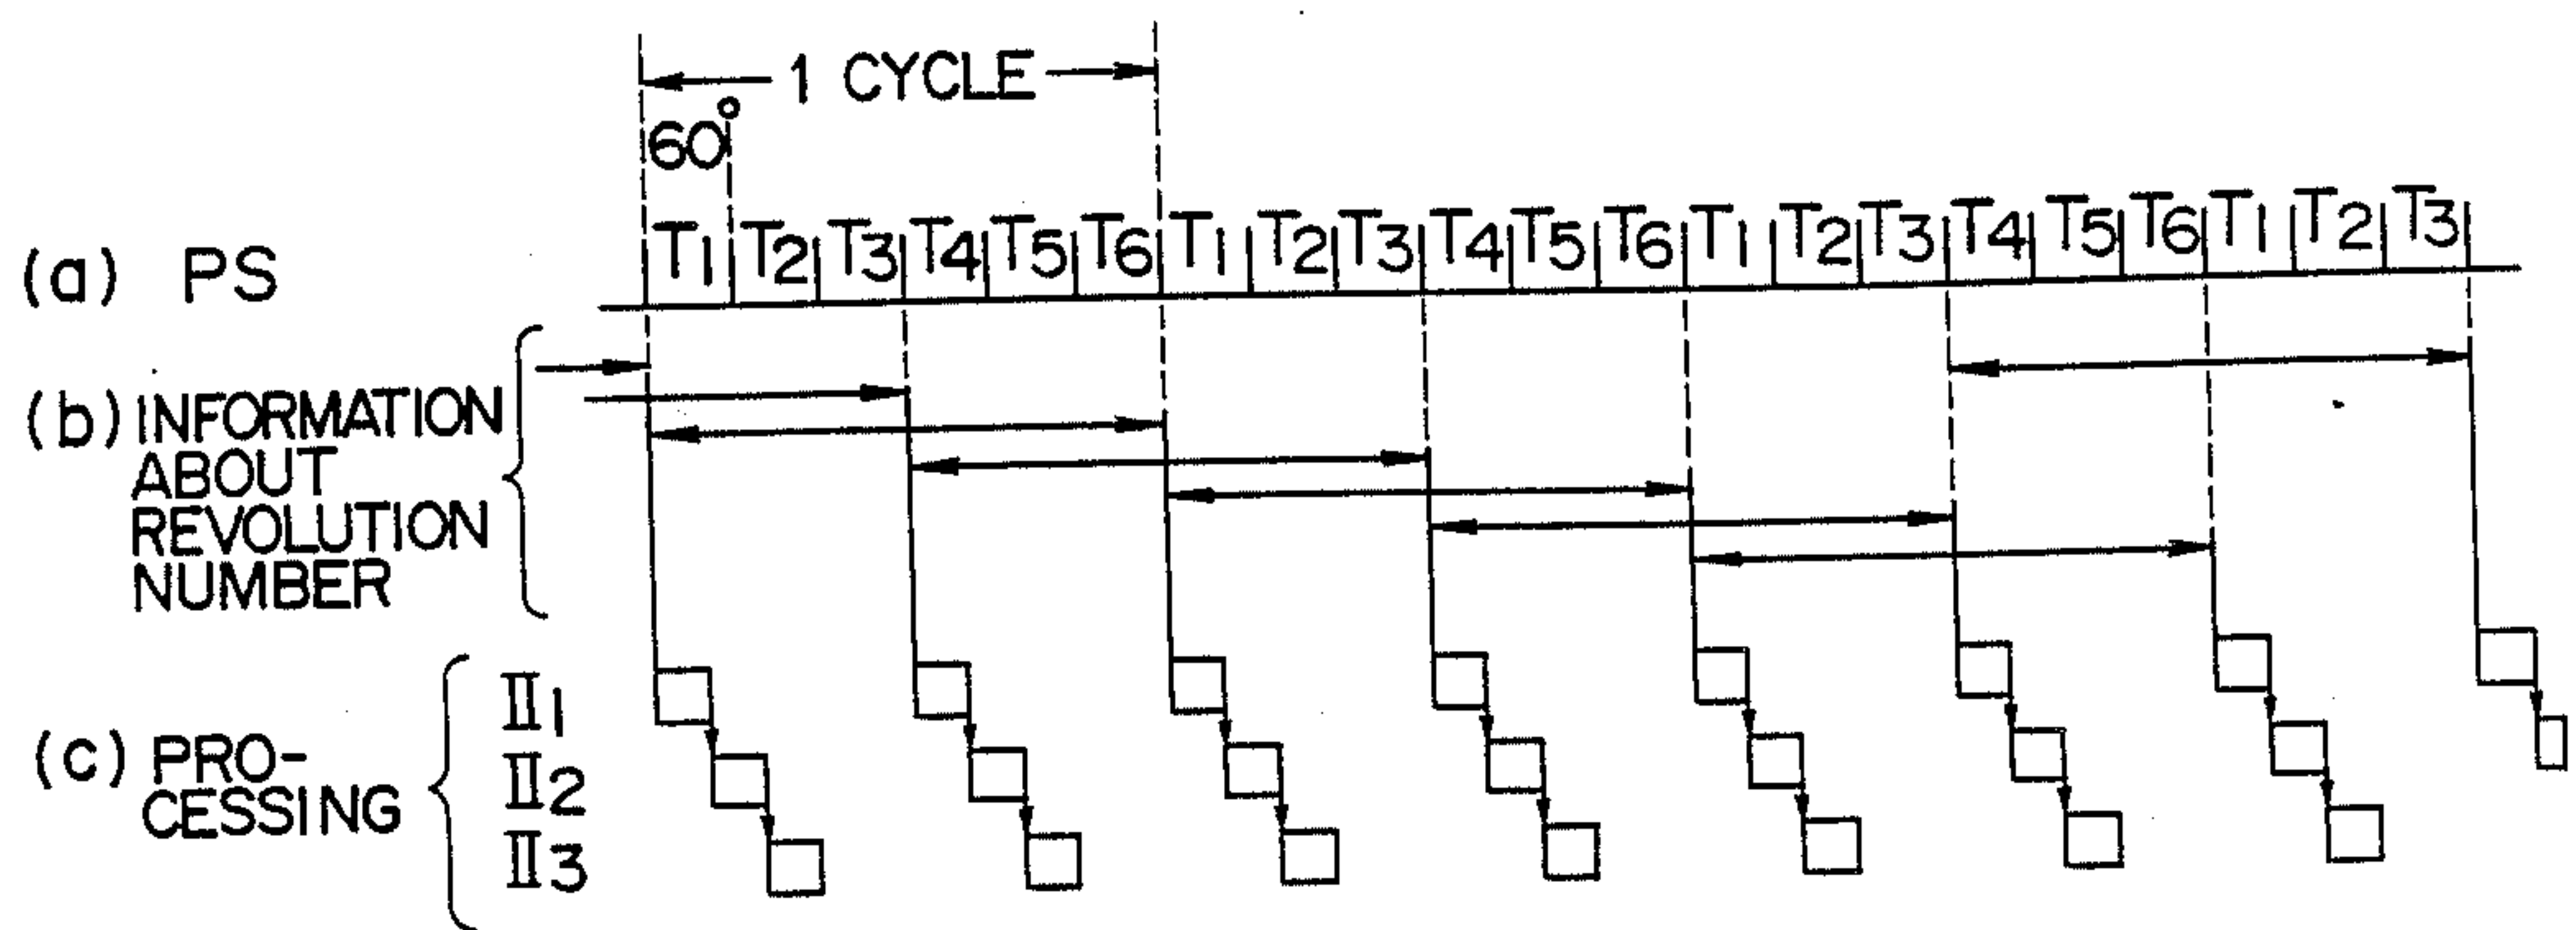 1 CYCLE
60°
(a) PS T1 T2 T3 T4 T5 T6 T1 T2 T3 T4 T5 T6 T1 T2 T3 T4 T5 T6 T1 T2 T3
(b) INFORMATION
ABOUT
REVOLUTION
NUMBER
(c) PRO-
CESSING
II1
II2
II3